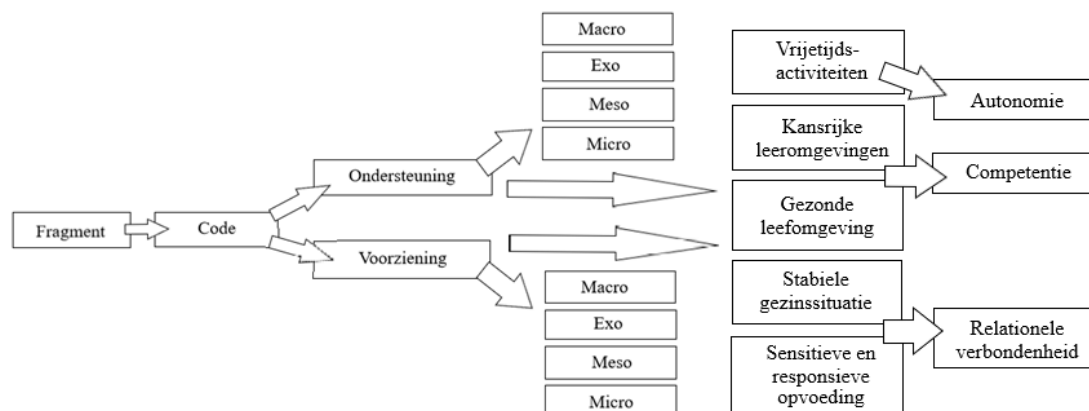 Fragment
Code
Ondersteuning
Voorziening
Macro
Exo
Meso
Micro
Macro
Exo
Meso
Micro
Vrijetijds-
activiteiten
Kansrijke
leeromgevingen
Gezonde
leefomgeving
Stabiele
gezinssituatie
Sensitieve en
responsieve
opvoeding
Autonomie
Competentie
Relationele
verbondenheid